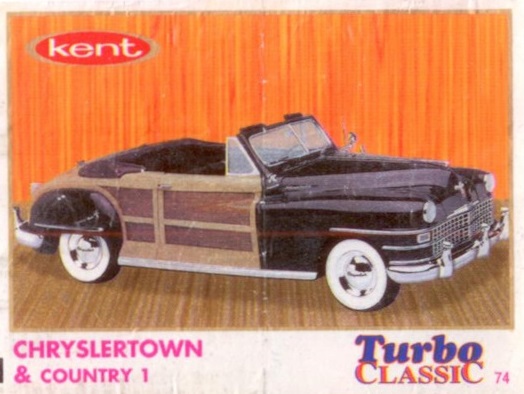 kent
CHRYSLERTOWN
& COUNTRY 1
Turbo
CLASSIC
74